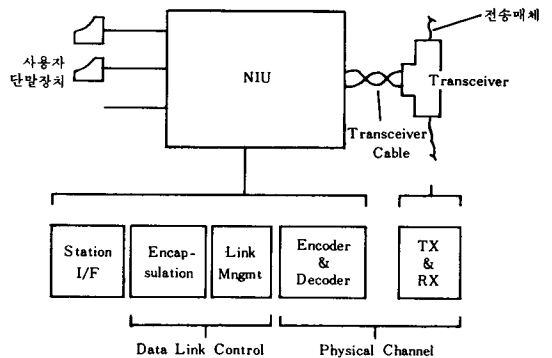 전송매체
사용자
단말장치
NIU
Transceiver
Transceiver
Cable
Station
I/F
Encap-
sulation
Link
Mngmt
Encoder
&
Decoder
TX
&
RX
Data Link Control
Physical Channel